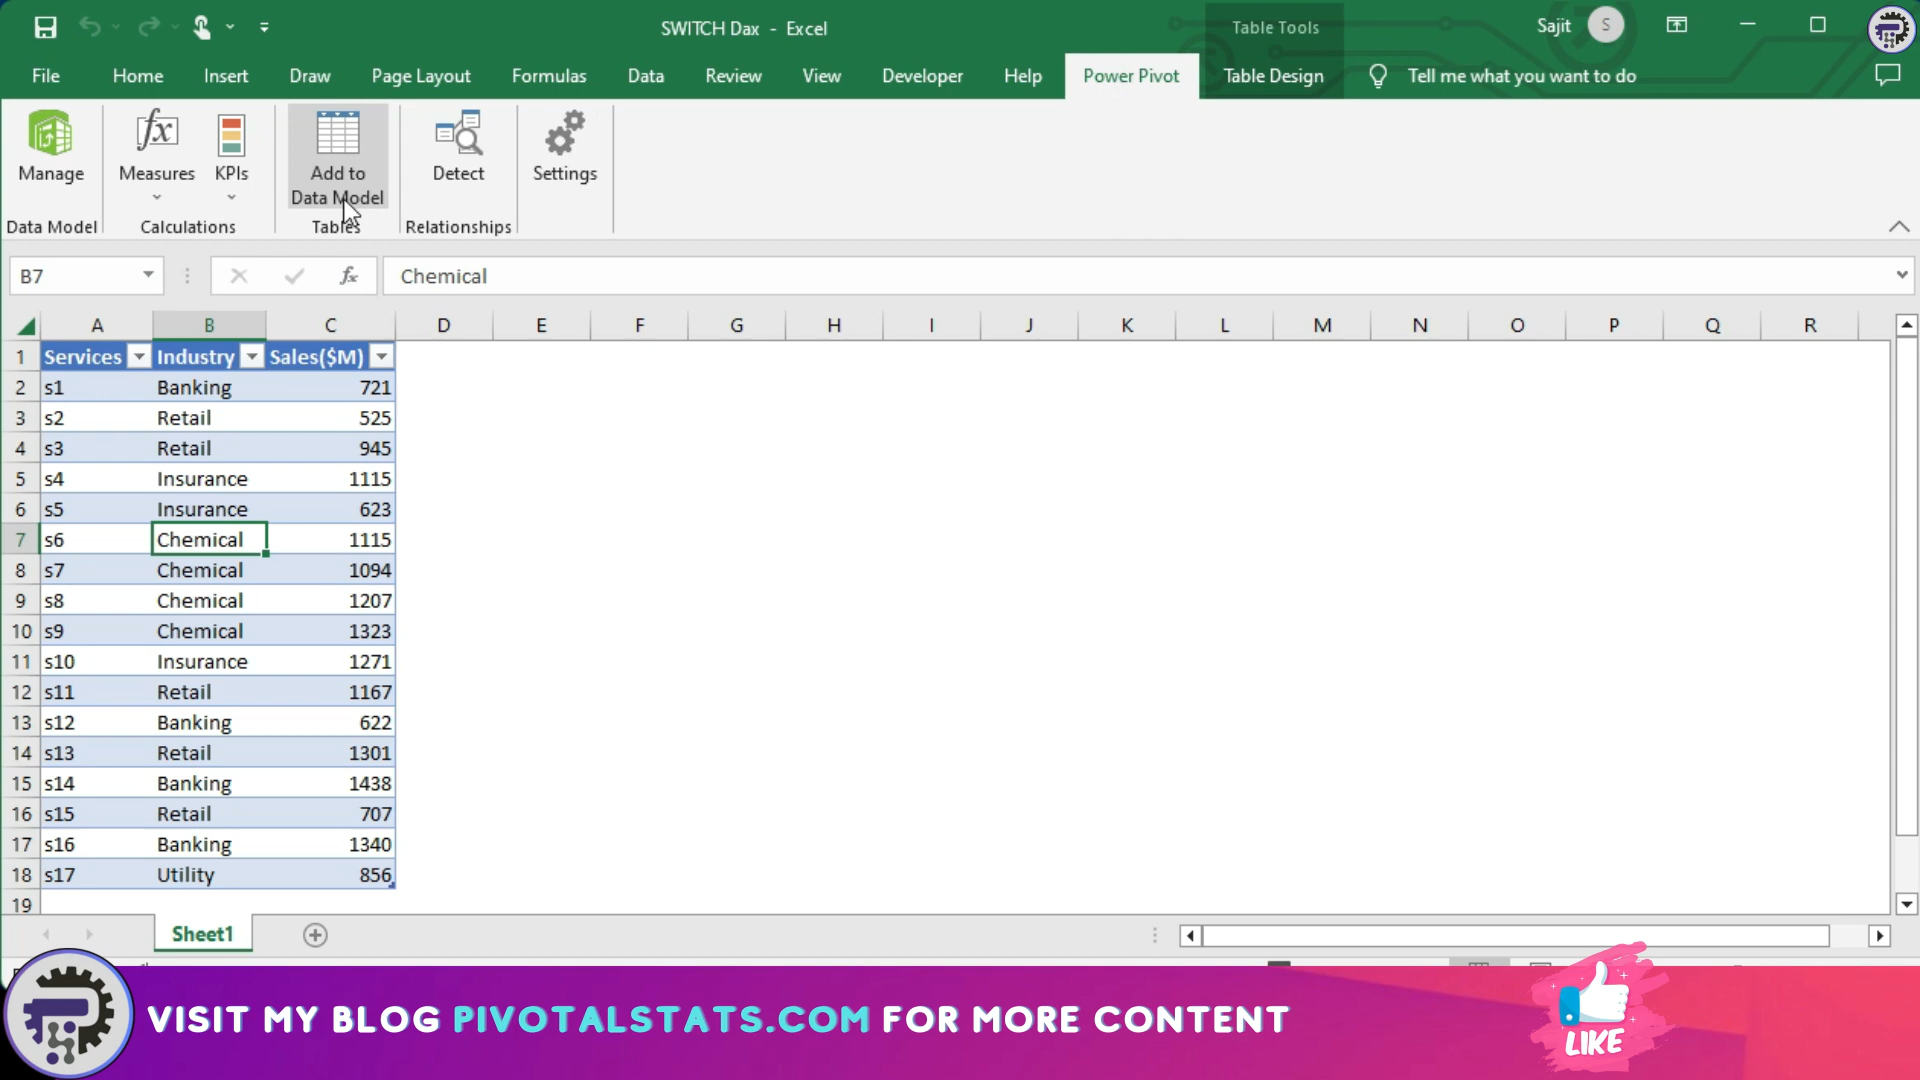 SWITCH Dax - Excel
Table Tools
Sajit
S
File
Home
Insert
Draw
Page Layout
Formulas
Data
Review
View
Developer
Help
Power Pivot
Table Design
Tell me what you want to do
Manage
Measures
KPIs
Add to
Data Model
Detect
Settings
Data Model
Calculations
Tables
Relationships
B7
fx
Chemical
A B C D E F G H I J K L M N O P Q R
1 Services Industry Sales($M)
2 s1 Banking 721
3 s2 Retail 525
4 s3 Retail 945
5 s4 Insurance 1115
6 s5 Insurance 623
7 s6 Chemical 1115
8 s7 Chemical 1094
9 s8 Chemical 1207
10 s9 Chemical 1323
11 s10 Insurance 1271
12 s11 Retail 1167
13 s12 Banking 622
14 s13 Retail 1301
15 s14 Banking 1438
16 s15 Retail 707
17 s16 Banking 1340
18 s17 Utility 856
19
Sheet1
VISIT MY BLOG PIVOTALSTATS.COM FOR MORE CONTENT
LIKE